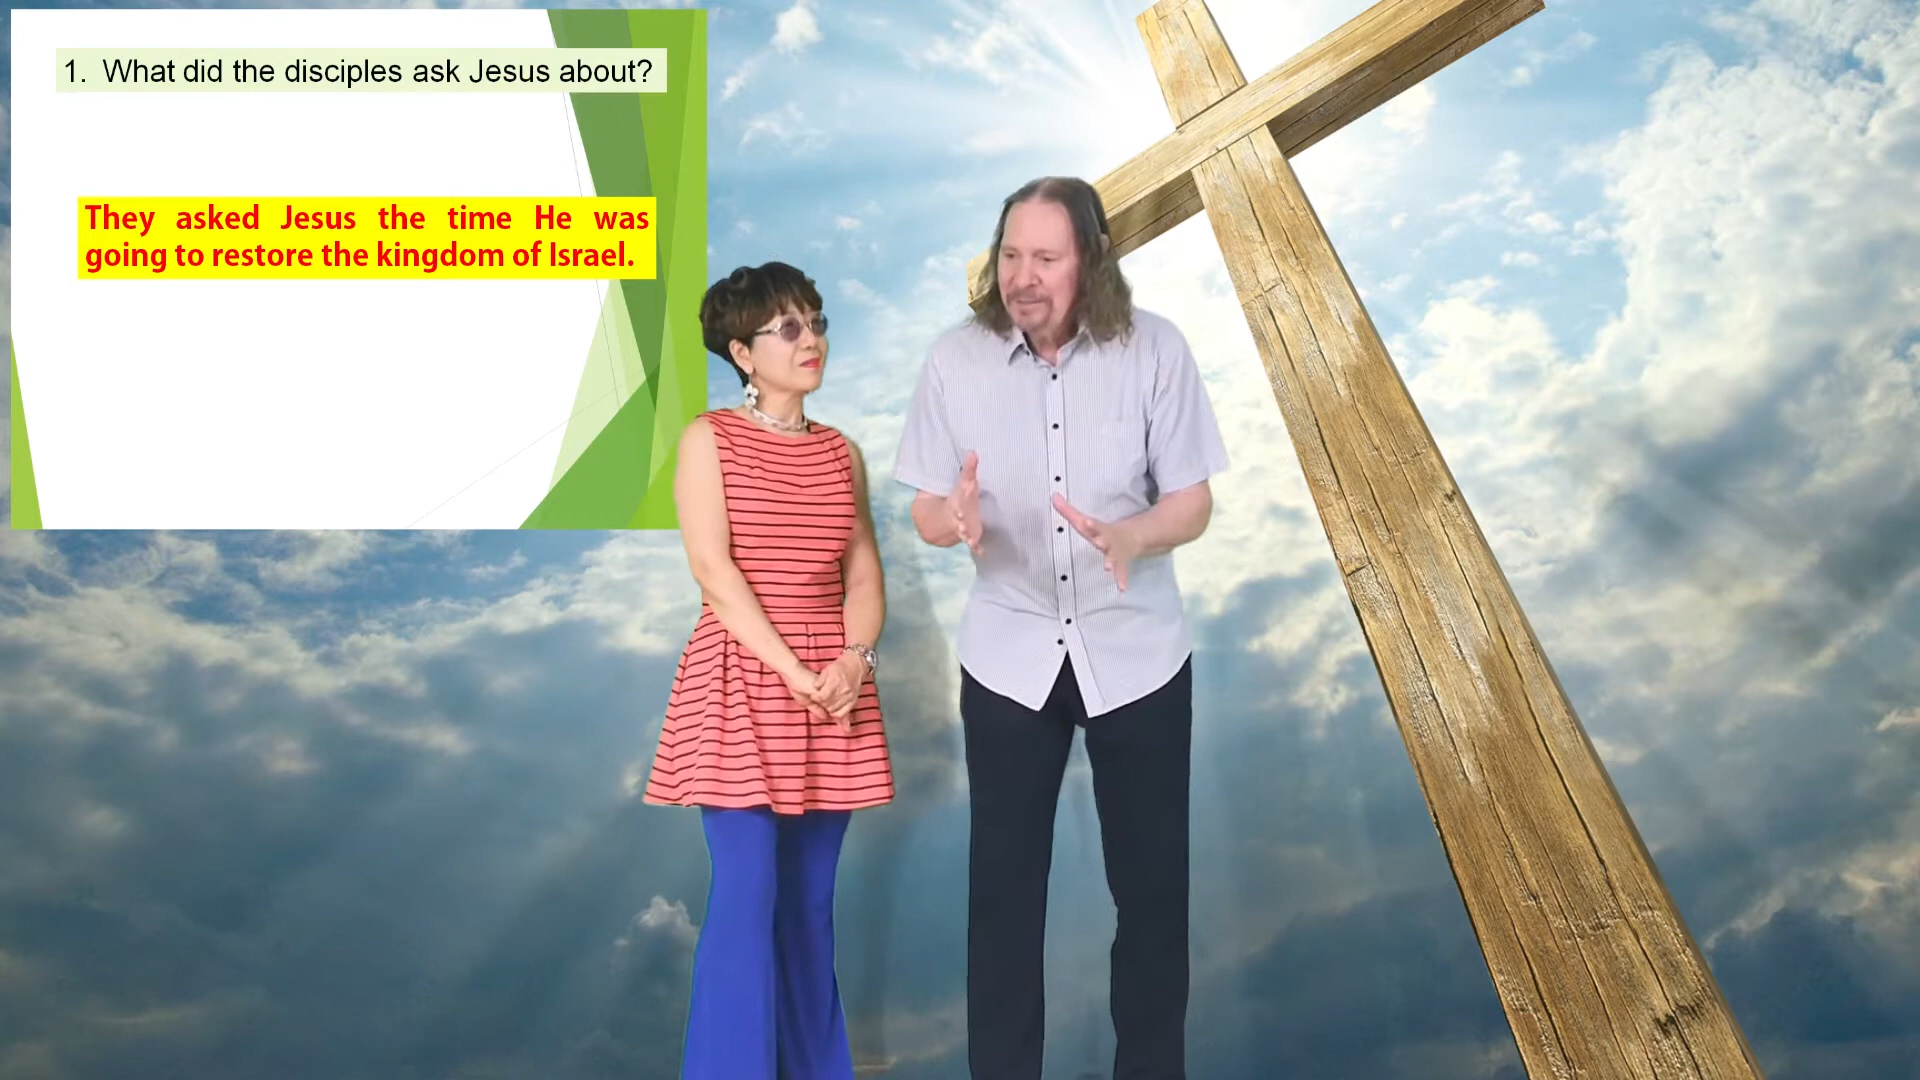 1. What did the disciples ask Jesus about?
They asked Jesus the time He was
going to restore the kingdom of Israel.